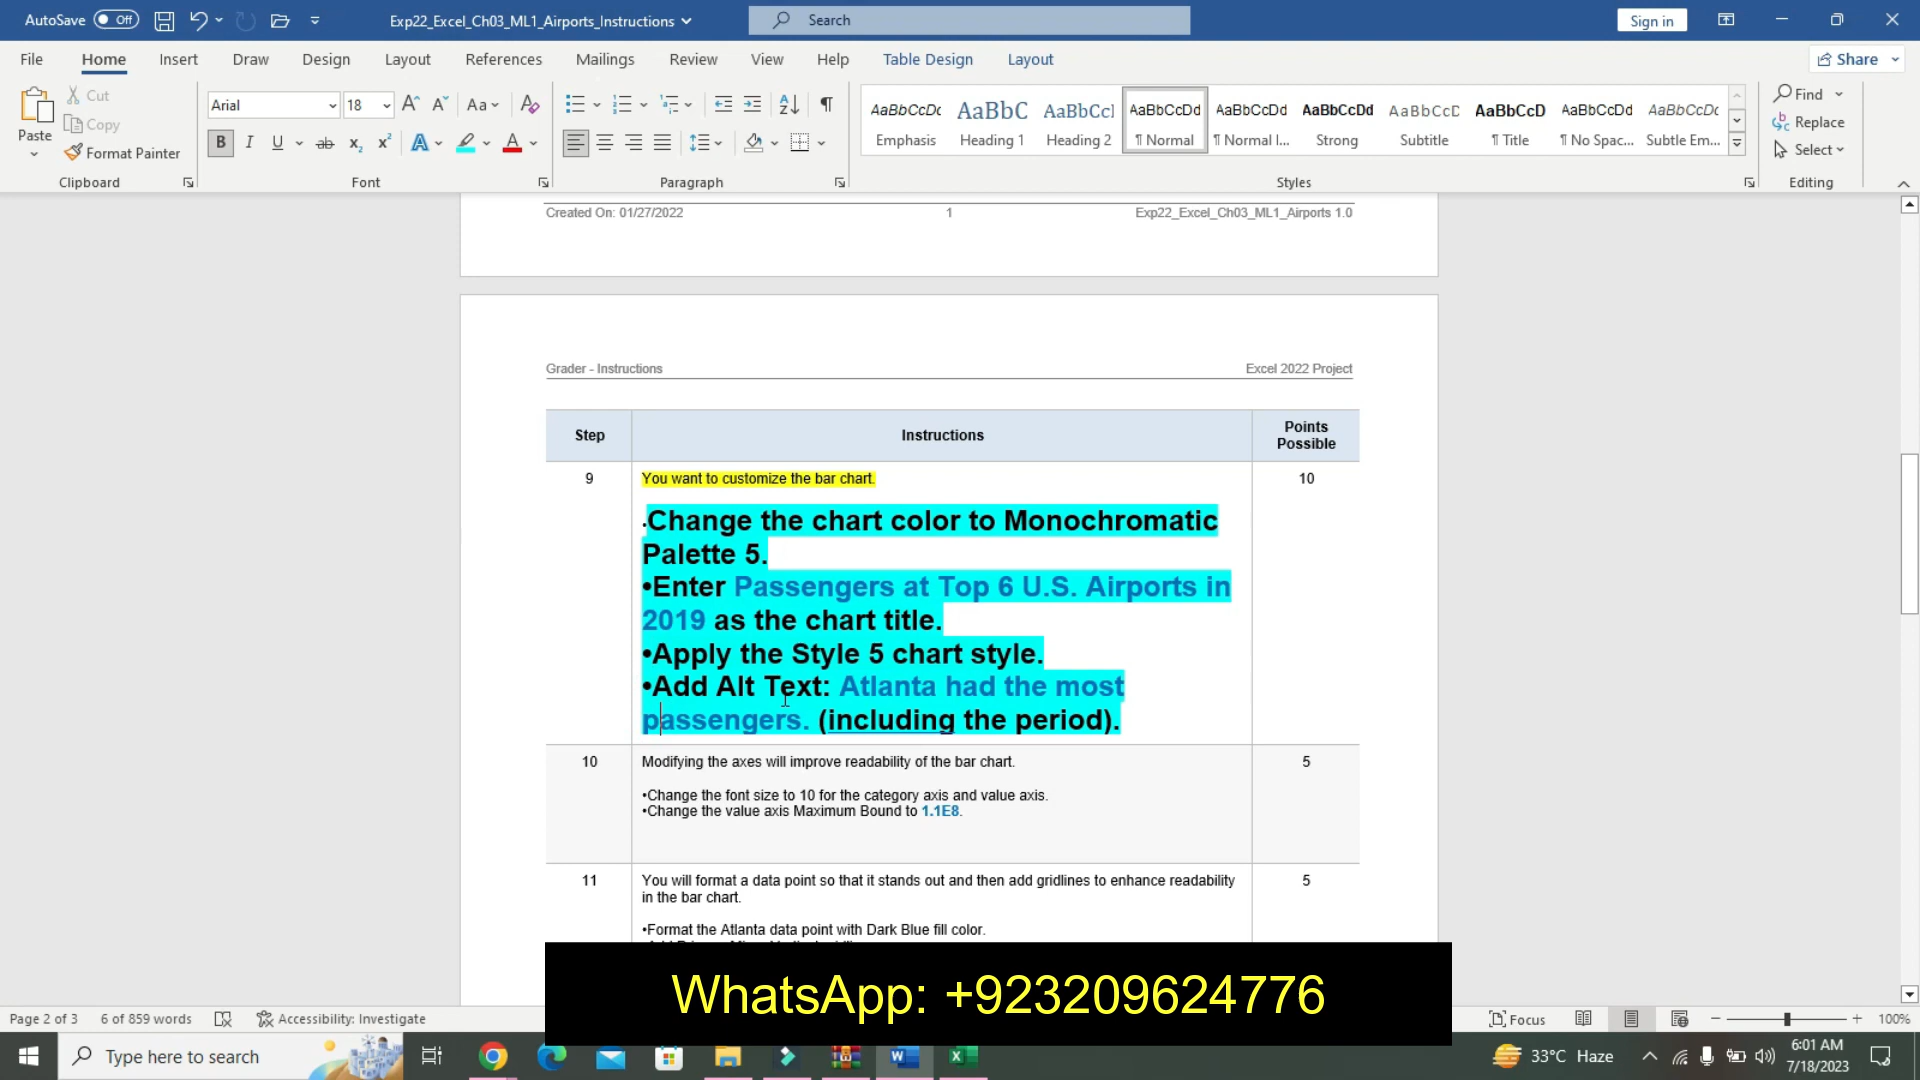 AutoSave Off Exp22_Excel_Ch03_ML1_Airports_Instructions Search Sign in
File Home Insert Draw Design Layout References Mailings Review View Help Table Design Layout Share
Paste Cut Copy Format Painter
Arial 18 Aa
Emphasis Heading 1 Heading 2 ¶ Normal ¶ Normal I... Strong Subtitle ¶ Title ¶ No Spac... Subtle Em...
Find Replace Select
Clipboard Font Paragraph Styles Editing
Created On: 01/27/2022 1 Exp22_Excel_Ch03_ML1_Airports 1.0
Grader - Instructions Excel 2022 Project
Step Instructions Points Possible
9 You want to customize the bar chart. 10
•Change the chart color to Monochromatic
Palette 5.
•Enter Passengers at Top 6 U.S. Airports in
2019 as the chart title.
•Apply the Style 5 chart style.
•Add Alt Text: Atlanta had the most
passengers. (including the period).
10 Modifying the axes will improve readability of the bar chart. 5
•Change the font size to 10 for the category axis and value axis.
•Change the value axis Maximum Bound to 1.1E8.
11 You will format a data point so that it stands out and then add gridlines to enhance readability 5
in the bar chart.
•Format the Atlanta data point with Dark Blue fill color.
WhatsApp: +923209624776
Page 2 of 3 6 of 859 words Accessibility: Investigate Focus 100%
Type here to search 33°C Haze 6:01 AM
7/18/2023